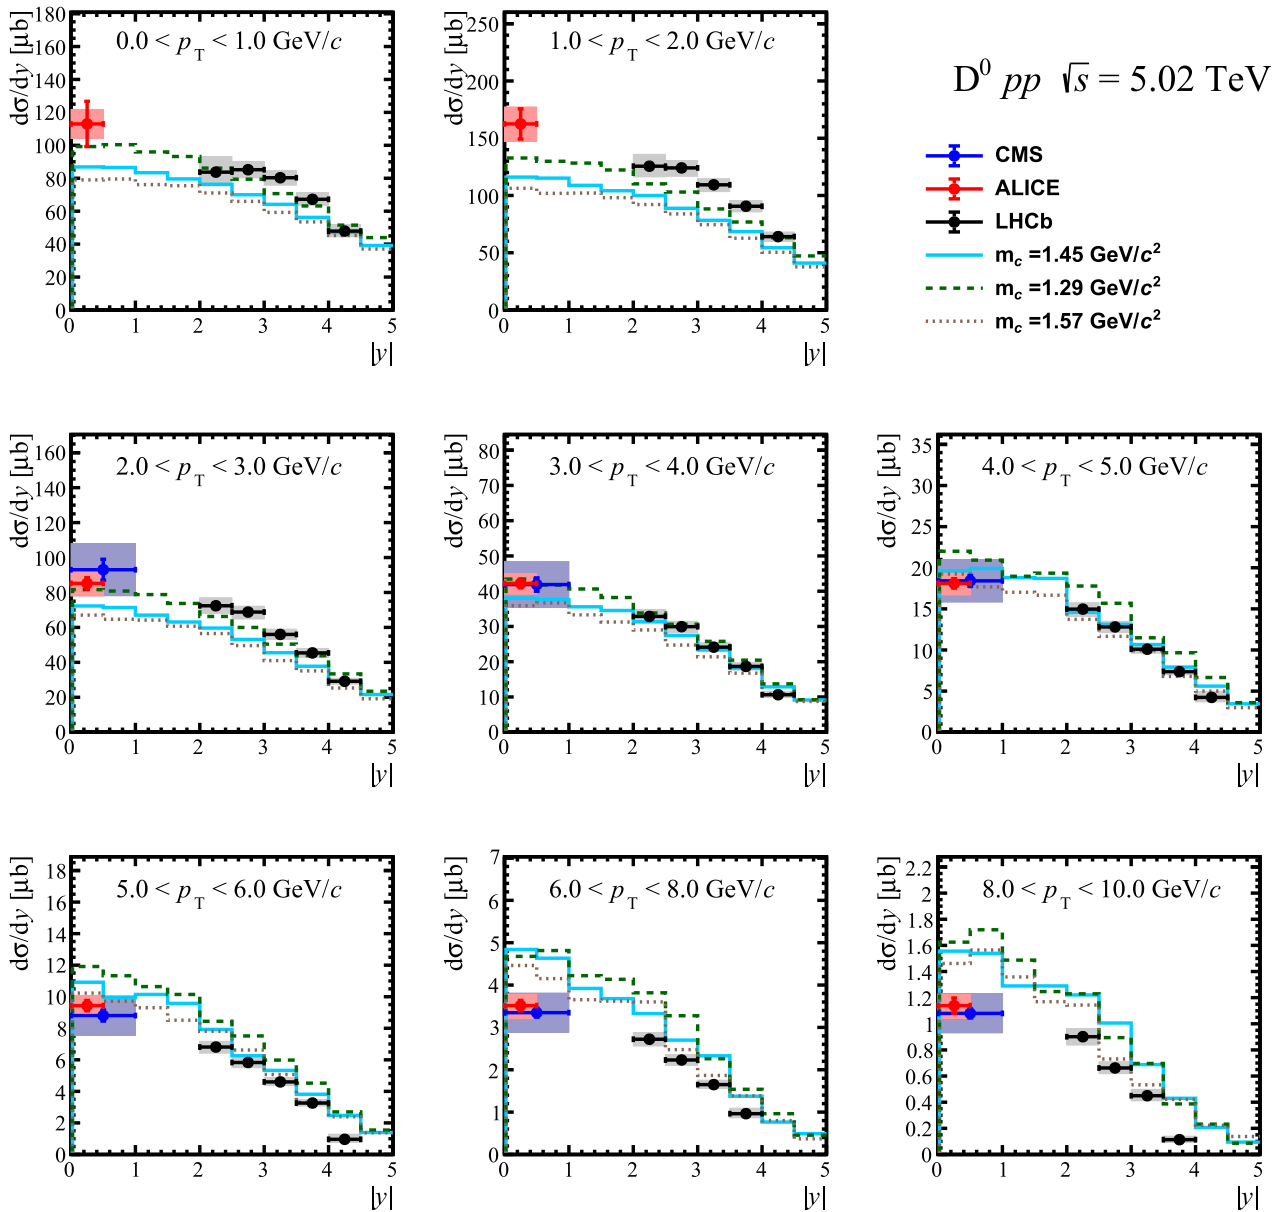 D⁰ pp √s = 5.02 TeV
CMS
ALICE
LHCb
m_c =1.45 GeV/c²
m_c =1.29 GeV/c²
m_c =1.57 GeV/c²
0.0 < p_T < 1.0 GeV/c
dσ/dy [μb]
180
160
140
120
100
80
60
40
20
0
0 1 2 3 4 5
|y|
1.0 < p_T < 2.0 GeV/c
dσ/dy [μb]
250
200
150
100
50
0
0 1 2 3 4 5
|y|
2.0 < p_T < 3.0 GeV/c
dσ/dy [μb]
160
140
120
100
80
60
40
20
0
0 1 2 3 4 5
|y|
3.0 < p_T < 4.0 GeV/c
dσ/dy [μb]
80
70
60
50
40
30
20
10
0
0 1 2 3 4 5
|y|
4.0 < p_T < 5.0 GeV/c
dσ/dy [μb]
35
30
25
20
15
10
5
0
0 1 2 3 4 5
|y|
5.0 < p_T < 6.0 GeV/c
dσ/dy [μb]
18
16
14
12
10
8
6
4
2
0
0 1 2 3 4 5
|y|
6.0 < p_T < 8.0 GeV/c
dσ/dy [μb]
7
6
5
4
3
2
1
0
0 1 2 3 4 5
|y|
8.0 < p_T < 10.0 GeV/c
dσ/dy [μb]
2.2
2
1.8
1.6
1.4
1.2
1
0.8
0.6
0.4
0.2
0
0 1 2 3 4 5
|y|